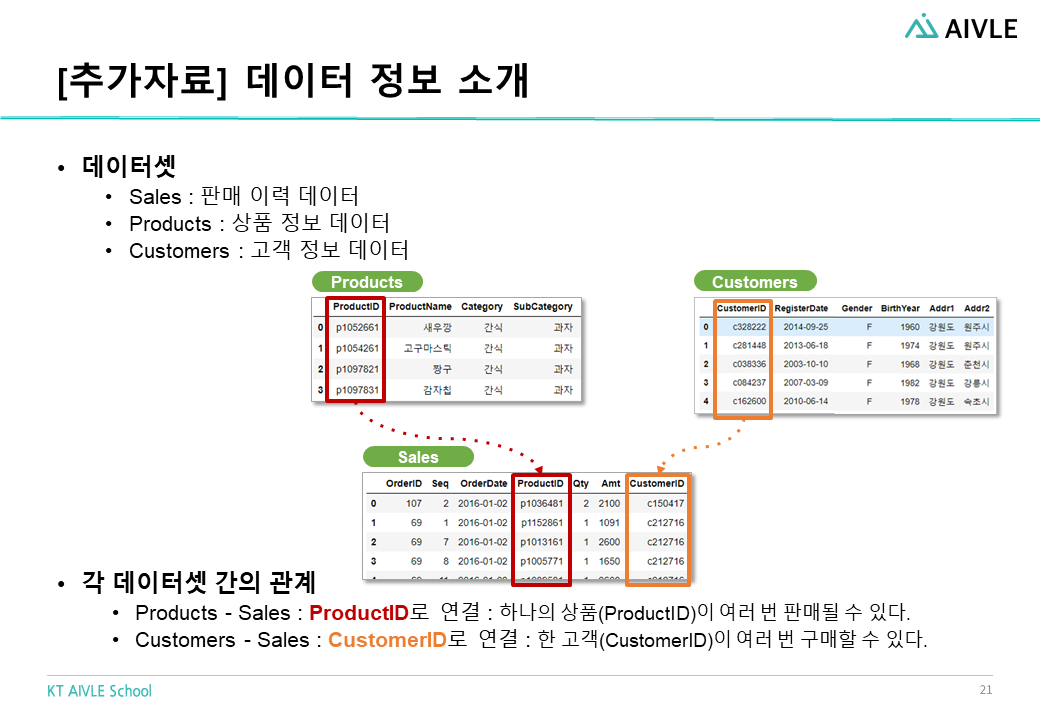 AIVLE
[추가자료] 데이터 정보 소개
• 데이터셋
• Sales : 판매 이력 데이터
• Products : 상품 정보 데이터
• Customers : 고객 정보 데이터
Products
ProductID ProductName Category SubCategory
0 p1052661 새우깡 간식 과자
1 p1054261 고구마스틱 간식 과자
2 p1097821 짱구 간식 과자
3 p1097831 감자칩 간식 과자
Customers
CustomerID RegisterDate Gender BirthYear Addr1 Addr2
0 c328222 2014-09-25 F 1960 강원도 원주시
1 c281448 2013-06-18 F 1974 강원도 원주시
2 c038336 2003-10-10 F 1968 강원도 춘천시
3 c084237 2007-03-09 F 1982 강원도 강릉시
4 c162600 2010-06-14 F 1978 강원도 속초시
Sales
OrderID Seq OrderDate ProductID Qty Amt CustomerID
0 107 2 2016-01-02 p1036481 2 2100 c150417
1 69 1 2016-01-02 p1152861 1 1091 c212716
2 69 7 2016-01-02 p1013161 1 2600 c212716
3 69 8 2016-01-02 p1005771 1 1650 c212716
• 각 데이터셋 간의 관계
• Products - Sales : ProductID로 연결 : 하나의 상품(ProductID)이 여러 번 판매될 수 있다.
• Customers - Sales : CustomerID로 연결 : 한 고객(CustomerID)이 여러 번 구매할 수 있다.
KT AIVLE School
21